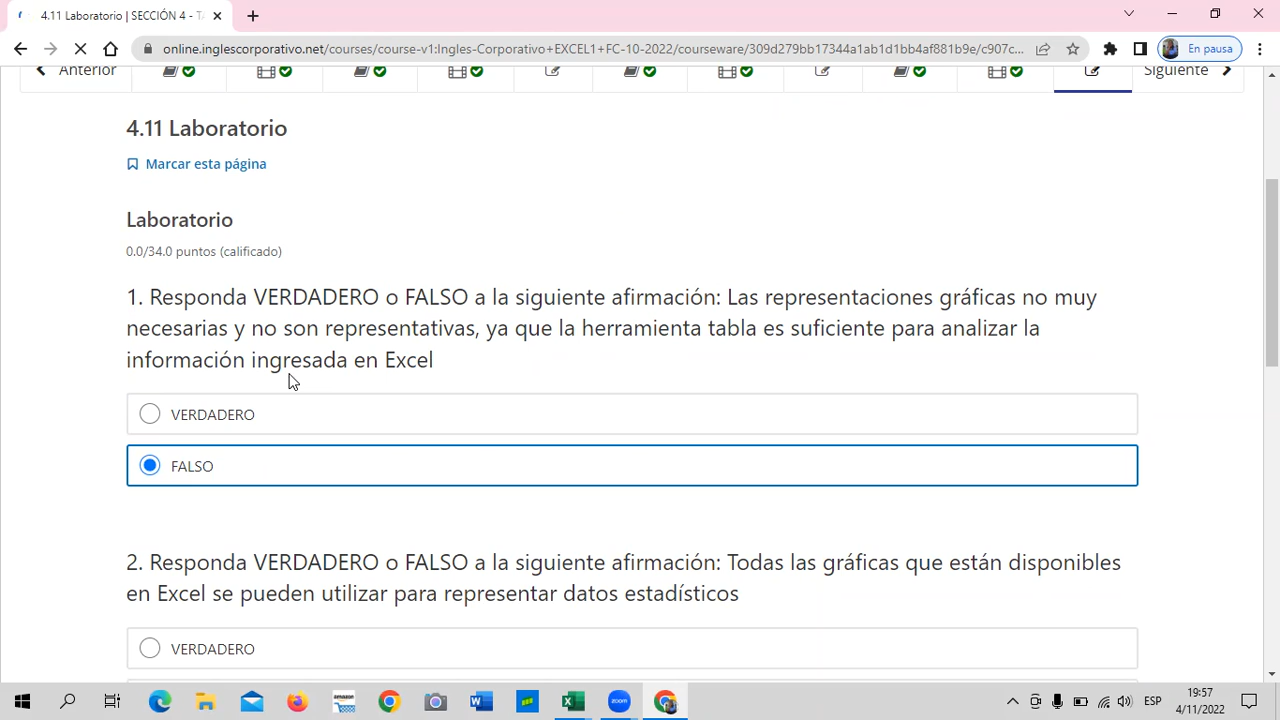 4.11 Laboratorio | SECCIÓN 4 - TA
online.inglescorporativo.net/courses/course-v1:Ingles-Corporativo+EXCEL1+FC-10-2022/courseware/309d279bb17344a1ab1d1bb4af881b9e/c907c...
En pausa
Anterior
Siguiente
4.11 Laboratorio
Marcar esta página
Laboratorio
0.0/34.0 puntos (calificado)
1. Responda VERDADERO o FALSO a la siguiente afirmación: Las representaciones gráficas no muy
necesarias y no son representativas, ya que la herramienta tabla es suficiente para analizar la
información ingresada en Excel
VERDADERO
FALSO
2. Responda VERDADERO o FALSO a la siguiente afirmación: Todas las gráficas que están disponibles
en Excel se pueden utilizar para representar datos estadísticos
VERDADERO
amazon
ESP
19:57
4/11/2022